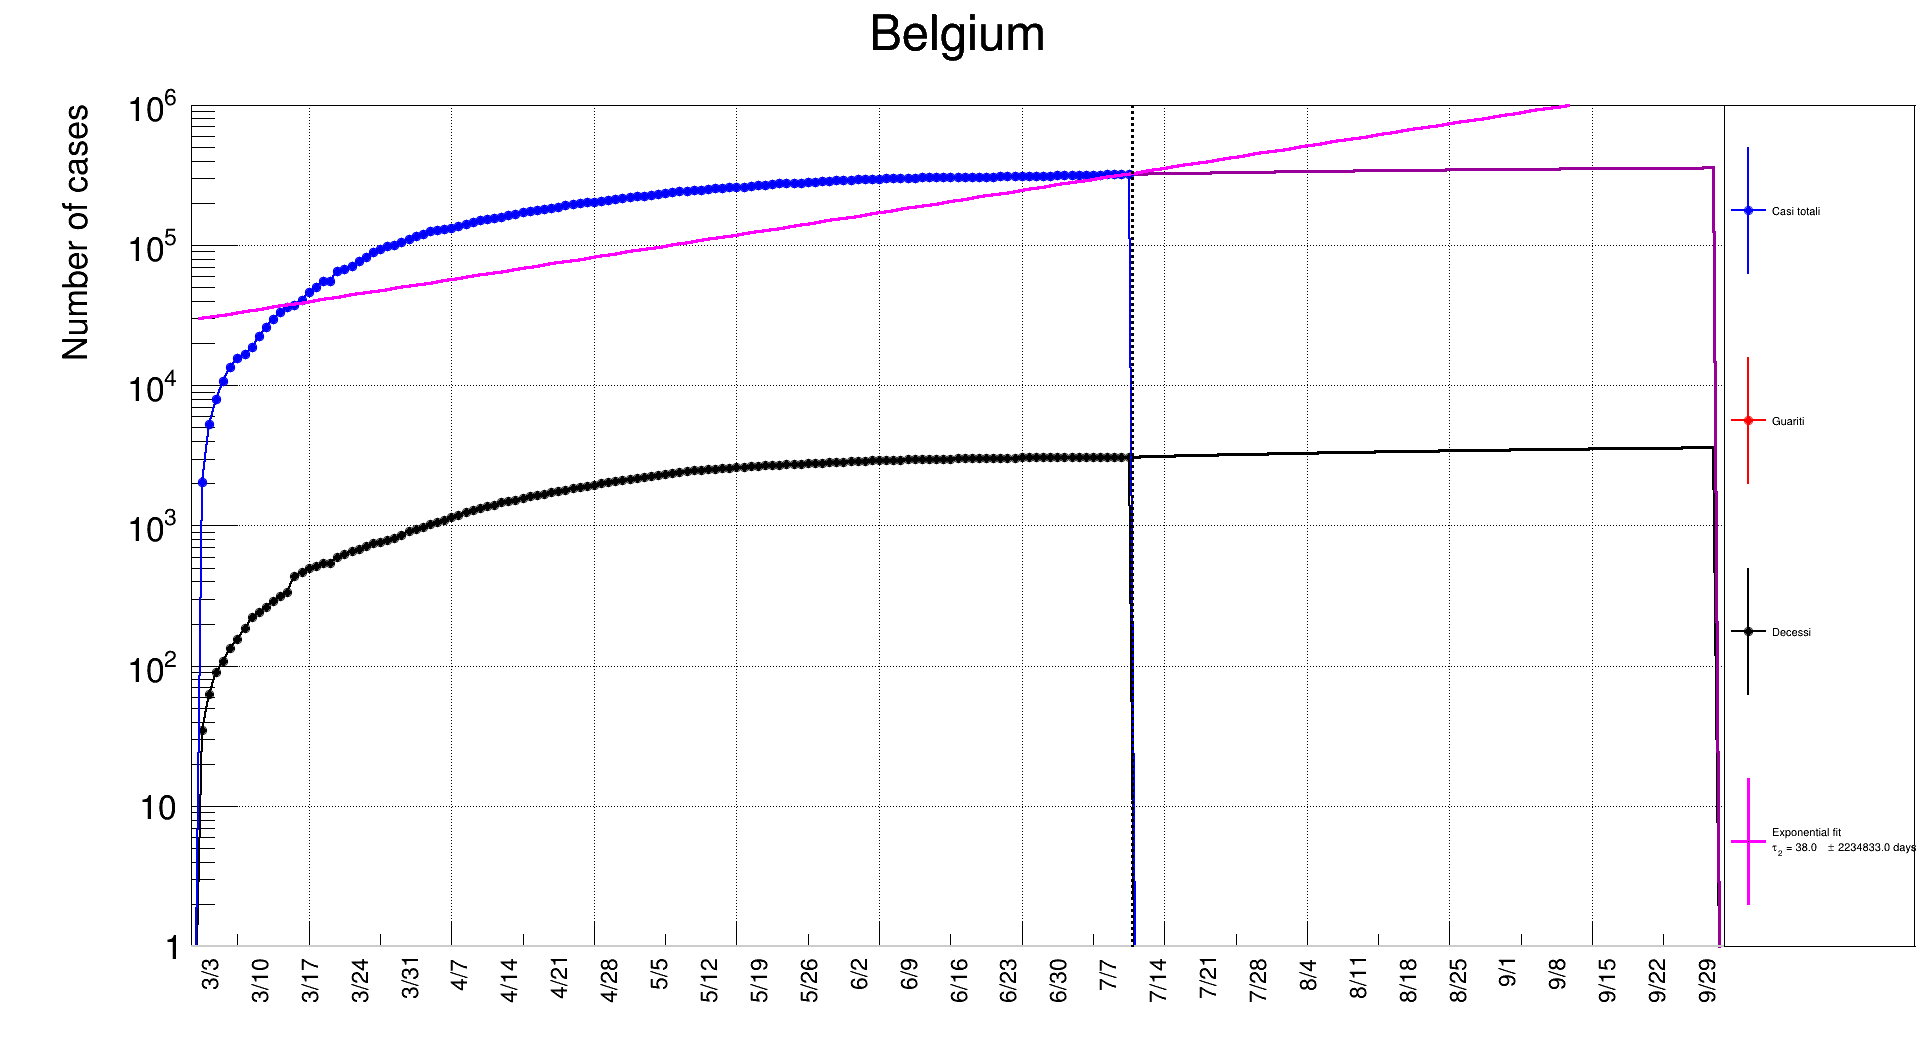 Belgium
Number of cases
10^6
10^5
10^4
10^3
10^2
10
1
3/3 3/10 3/17 3/24 3/31 4/7 4/14 4/21 4/28 5/5 5/12 5/19 5/26 6/2 6/9 6/16 6/23 6/30 7/7 7/14 7/21 7/28 8/4 8/11 8/18 8/25 9/1 9/8 9/15 9/22 9/29
Casi totali
Guariti
Decessi
Exponential fit
τ_2 = 38.0 ± 2234833.0 days